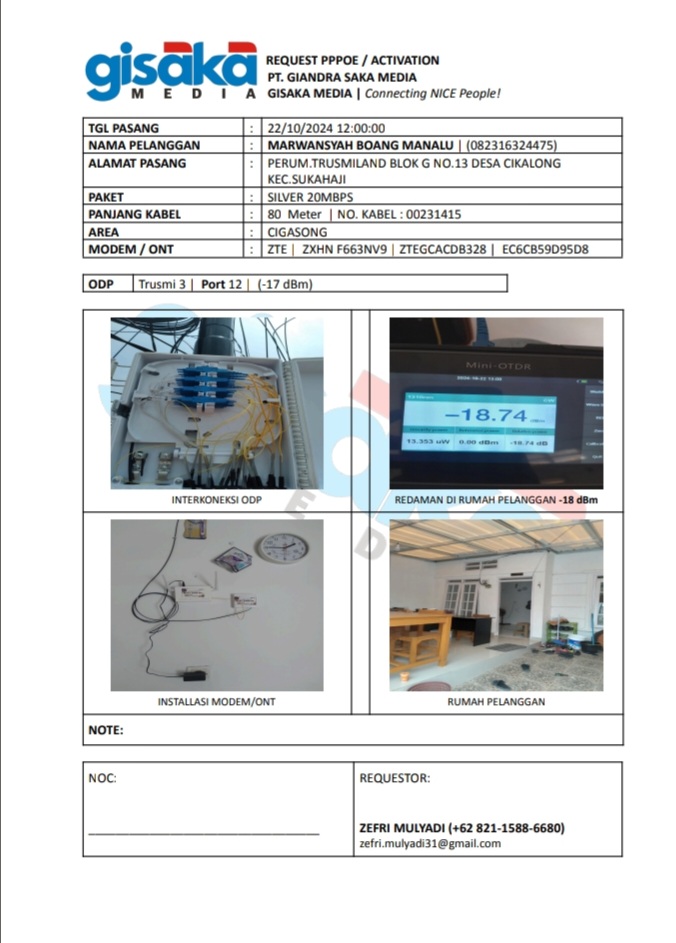 gisaka
MEDIA
REQUEST PPPOE / ACTIVATION
PT. GIANDRA SAKA MEDIA
GISAKA MEDIA | Connecting NICE People!
TGL PASANG : 22/10/2024 12:00:00
NAMA PELANGGAN : MARWANSYAH BOANG MANALU | (082316324475)
ALAMAT PASANG : PERUM.TRUSMILAND BLOK G NO.13 DESA CIKALONG
KEC.SUKAHAJI
PAKET : SILVER 20MBPS
PANJANG KABEL : 80 Meter | NO. KABEL : 00231415
AREA : CIGASONG
MODEM / ONT : ZTE | ZXHN F663NV9 | ZTEGCACDB328 | EC6CB59D95D8
ODP Trusmi 3 | Port 12 | (-17 dBm)
Mini-OTDR
-18.74
13.353 uW 0.00 dBm -18.74 dB
INTERKONEKSI ODP
REDAMAN DI RUMAH PELANGGAN -18 dBm
INSTALLASI MODEM/ONT
RUMAH PELANGGAN
NOTE:
NOC:
REQUESTOR:
ZEFRI MULYADI (+62 821-1588-6680)
zefri.mulyadi31@gmail.com